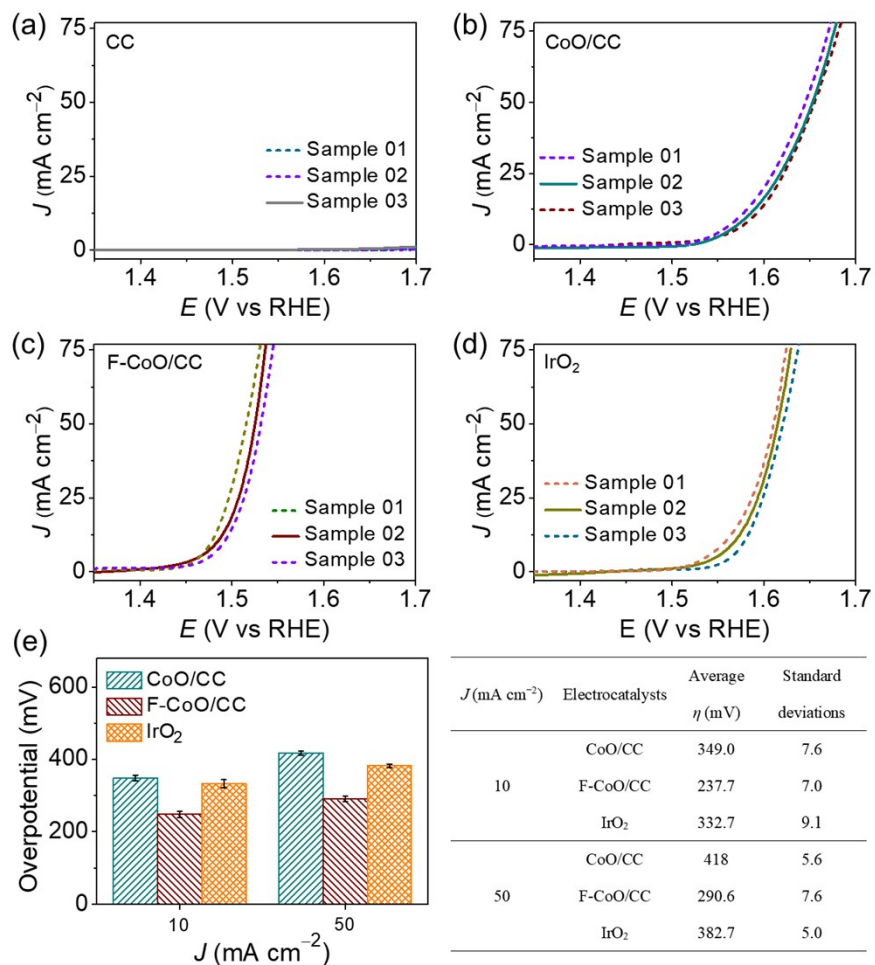 (a)
CC
75
50
25
0
J (mA cm⁻²)
Sample 01
Sample 02
Sample 03
1.4 1.5 1.6 1.7
E (V vs RHE)
(b)
CoO/CC
75
50
25
0
J (mA cm⁻²)
Sample 01
Sample 02
Sample 03
1.4 1.5 1.6 1.7
E (V vs RHE)
(c)
F-CoO/CC
75
50
25
0
J (mA cm⁻²)
Sample 01
Sample 02
Sample 03
1.4 1.5 1.6 1.7
E (V vs RHE)
(d)
IrO₂
75
50
25
0
J (mA cm⁻²)
Sample 01
Sample 02
Sample 03
1.4 1.5 1.6 1.7
E (V vs RHE)
(e)
600
400
200
0
Overpotential (mV)
CoO/CC
F-CoO/CC
IrO₂
10 50
J (mA cm⁻²)
J (mA cm⁻²) Electrocatalysts Average η (mV) Standard deviations
10
CoO/CC 349.0 7.6
F-CoO/CC 237.7 7.0
IrO₂ 332.7 9.1
50
CoO/CC 418 5.6
F-CoO/CC 290.6 7.6
IrO₂ 382.7 5.0